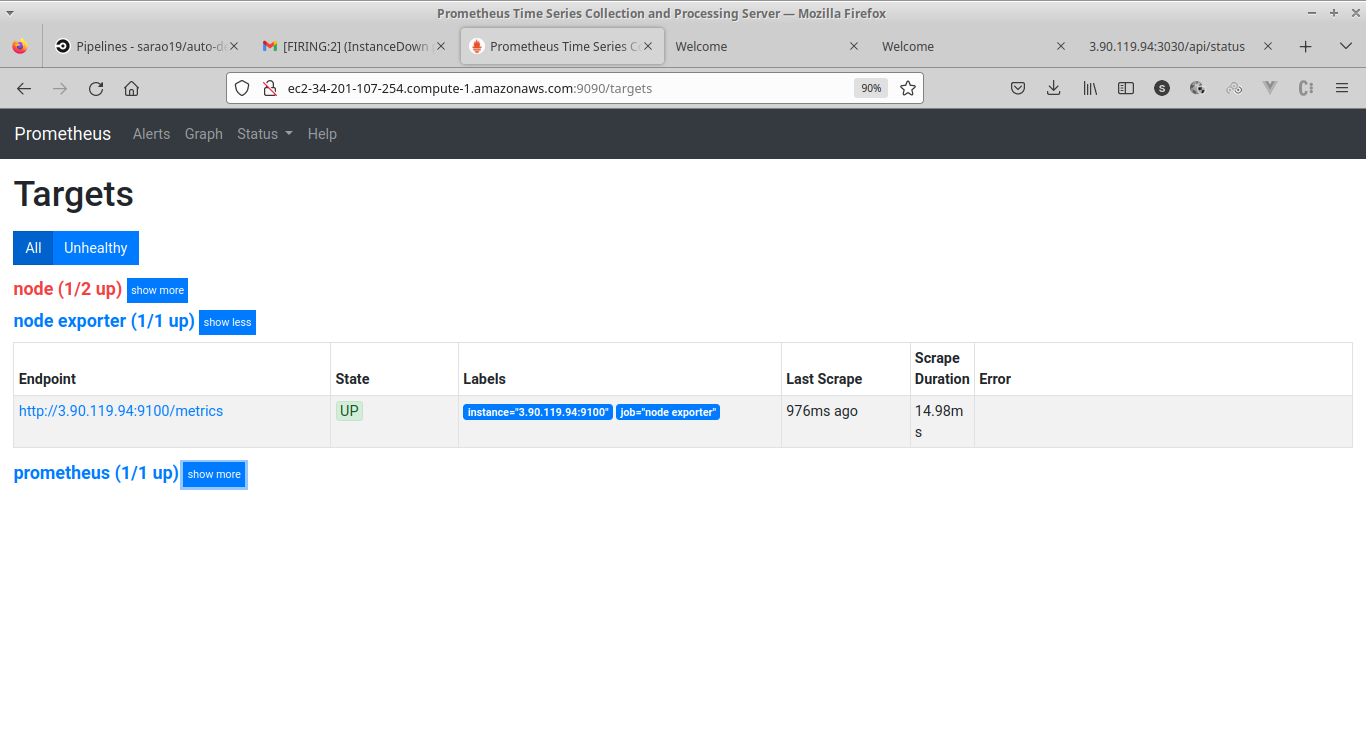 Prometheus Time Series Collection and Processing Server — Mozilla Firefox
Pipelines - sarao19/auto-de
[FIRING:2] (InstanceDown
Prometheus Time Series C
Welcome
Welcome
3.90.119.94:3030/api/status
ec2-34-201-107-254.compute-1.amazonaws.com:9090/targets
90%
S
Prometheus Alerts Graph Status Help
Targets
All Unhealthy
node (1/2 up) show more
node exporter (1/1 up) show less
Endpoint State Labels Last Scrape Scrape Duration Error
http://3.90.119.94:9100/metrics UP instance="3.90.119.94:9100" job="node exporter" 976ms ago 14.98ms
prometheus (1/1 up) show more